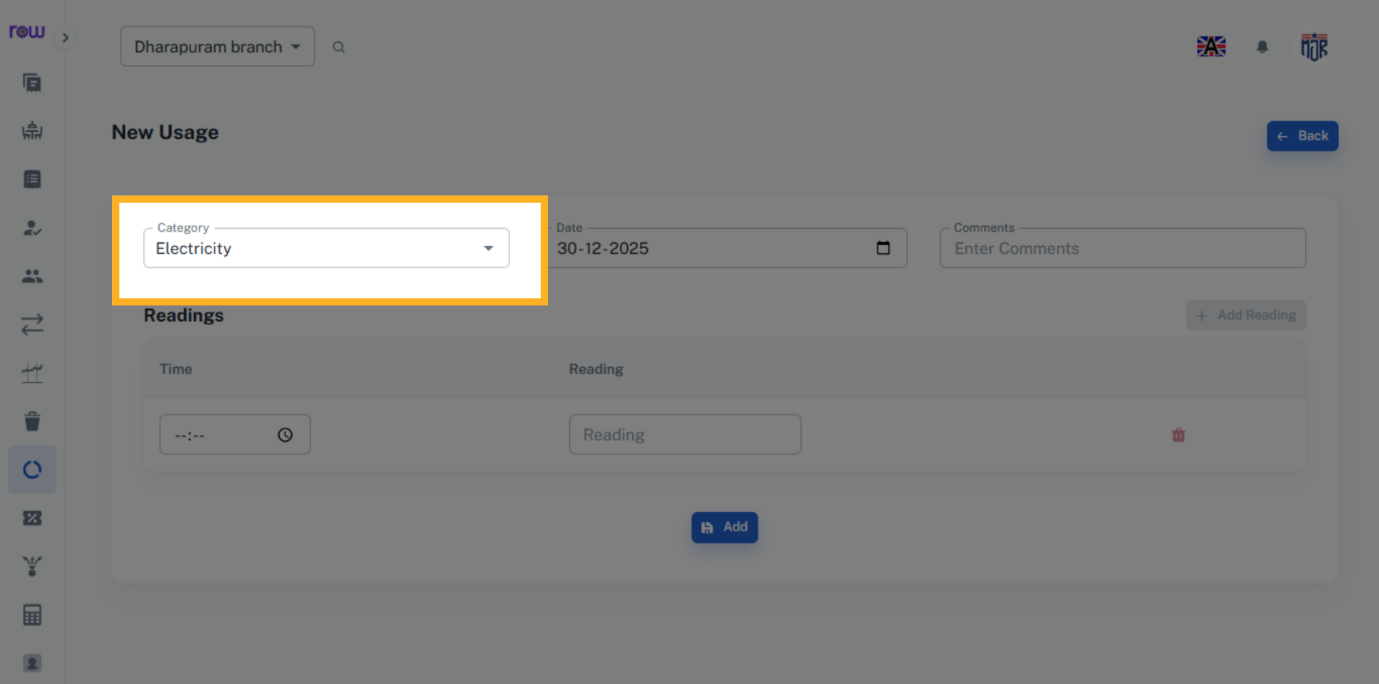 row
Dharapuram branch
A
MJR
New Usage
Back
Category
Electricity
Date
30-12-2025
Comments
Enter Comments
Readings
+ Add Reading
Time
Reading
--:--
Reading
Add